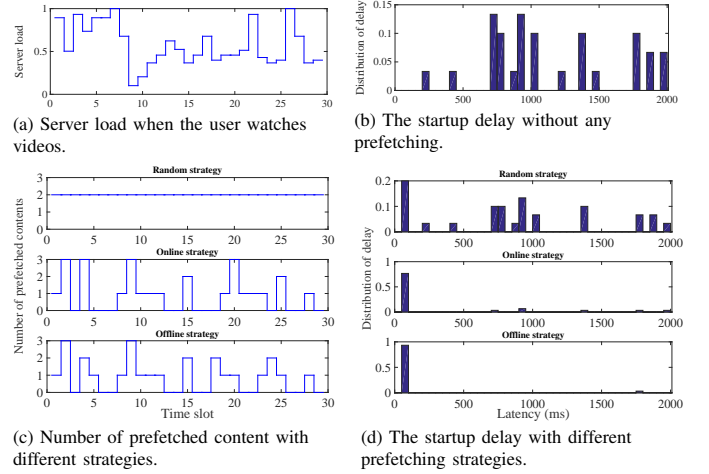 1
0.5
0
Server load
0 5 10 15 20 25 30
(a) Server load when the user watches
videos.
0.15
0.1
0.05
0
Distribution of delay
0 500 1000 1500 2000
(b) The startup delay without any
prefetching.
Number of prefetched contents
Random strategy
3
2
1
0
0 5 10 15 20 25 30
Online strategy
3
2
1
0
0 5 10 15 20 25 30
Offline strategy
3
2
1
0
0 5 10 15 20 25 30
Time slot
(c) Number of prefetched content with
different strategies.
Distribution of delay
Random strategy
0.2
0.1
0
0 500 1000 1500 2000
Online strategy
1
0.5
0
0 500 1000 1500 2000
Offline strategy
1
0.5
0
0 500 1000 1500 2000
Latency (ms)
(d) The startup delay with different
prefetching strategies.